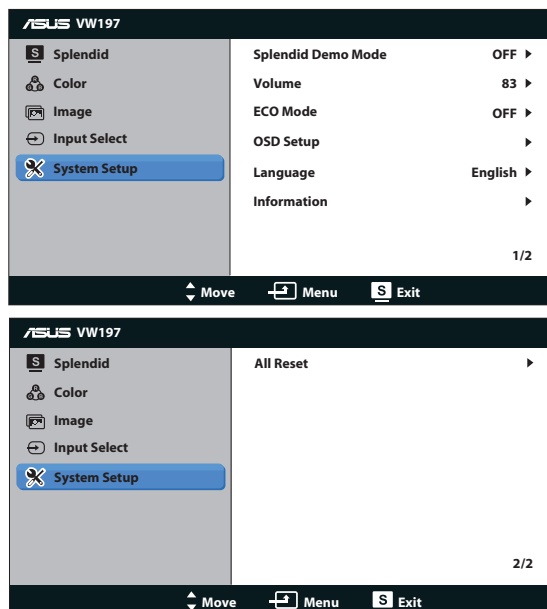 ASUS VW197
S Splendid
Color
Image
Input Select
System Setup
Splendid Demo Mode OFF
Volume 83
ECO Mode OFF
OSD Setup
Language English
Information
1/2
Move Menu S Exit
ASUS VW197
S Splendid
Color
Image
Input Select
System Setup
All Reset
2/2
Move Menu S Exit